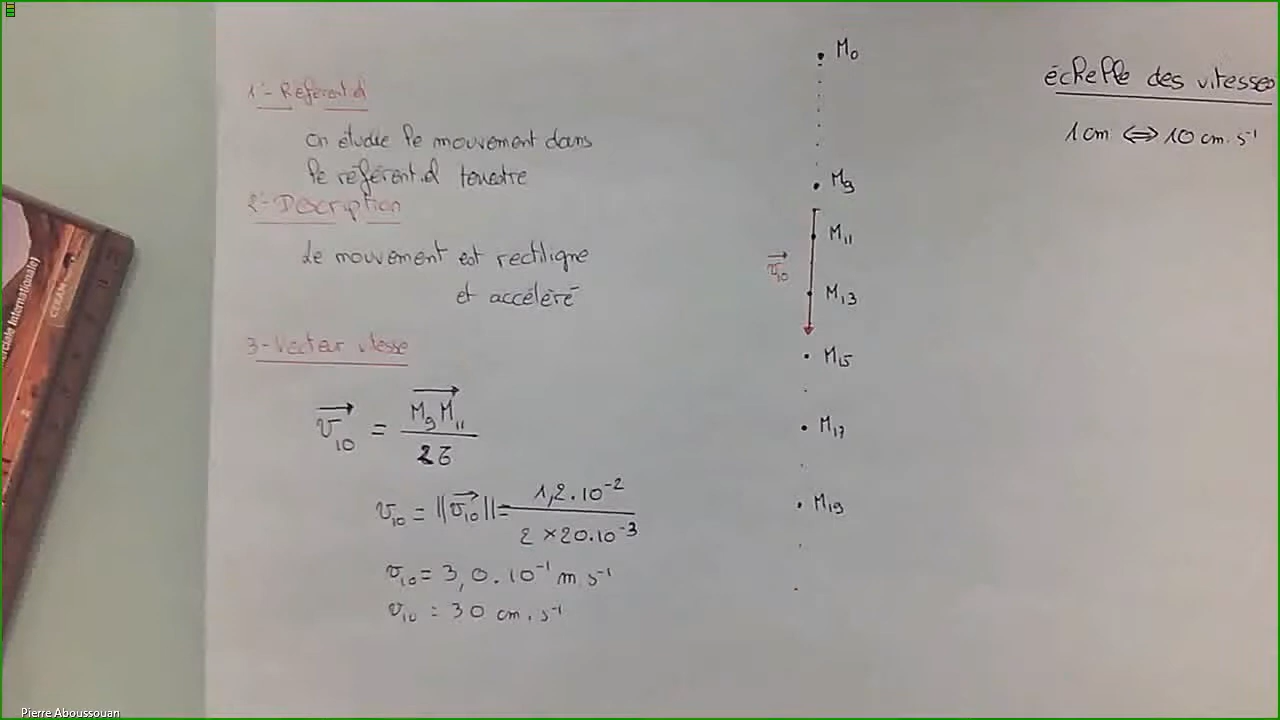 1°- Référentiel
on étudie le mouvement dans
le référentiel terrestre
2°- Description
Le mouvement est rectiligne
et accéléré
3- Vecteur vitesse
v₁₀ = M₉M₁₁ / 2τ
v₁₀ = ||v₁₀|| = 1,2.10⁻² / 2×20.10⁻³
v₁₀ = 3,0.10⁻¹ m s⁻¹
v₁₀ = 30 cm.s⁻¹
M₀
M₉
M₁₁
v₁₀
M₁₃
M₁₅
M₁₇
M₁₉
échelle des vitesses
1 cm ⟺ 10 cm.s⁻¹
Internationale)
Pierre Aboussouan